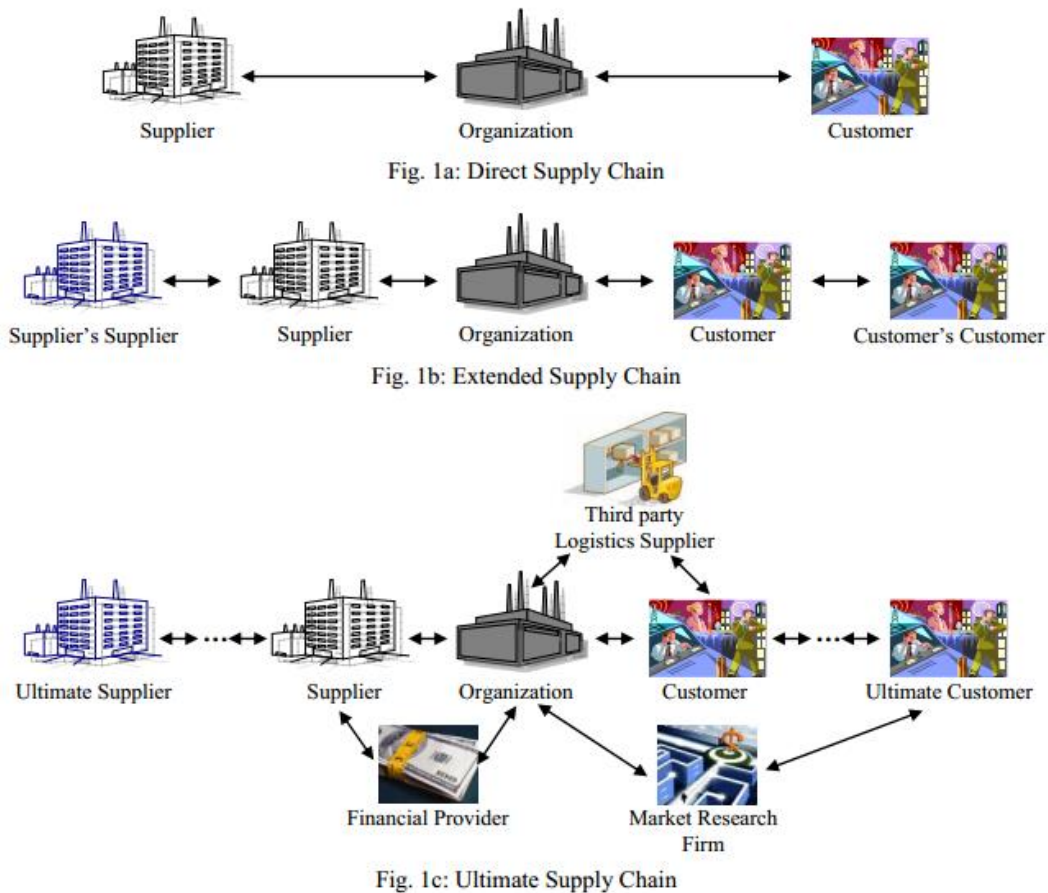 Supplier
Organization
Customer
Fig. 1a: Direct Supply Chain
Supplier’s Supplier
Supplier
Organization
Customer
Customer’s Customer
Fig. 1b: Extended Supply Chain
Third party
Logistics Supplier
...
...
Ultimate Supplier
Supplier
Organization
Customer
Ultimate Customer
Financial Provider
Market Research
Firm
Fig. 1c: Ultimate Supply Chain